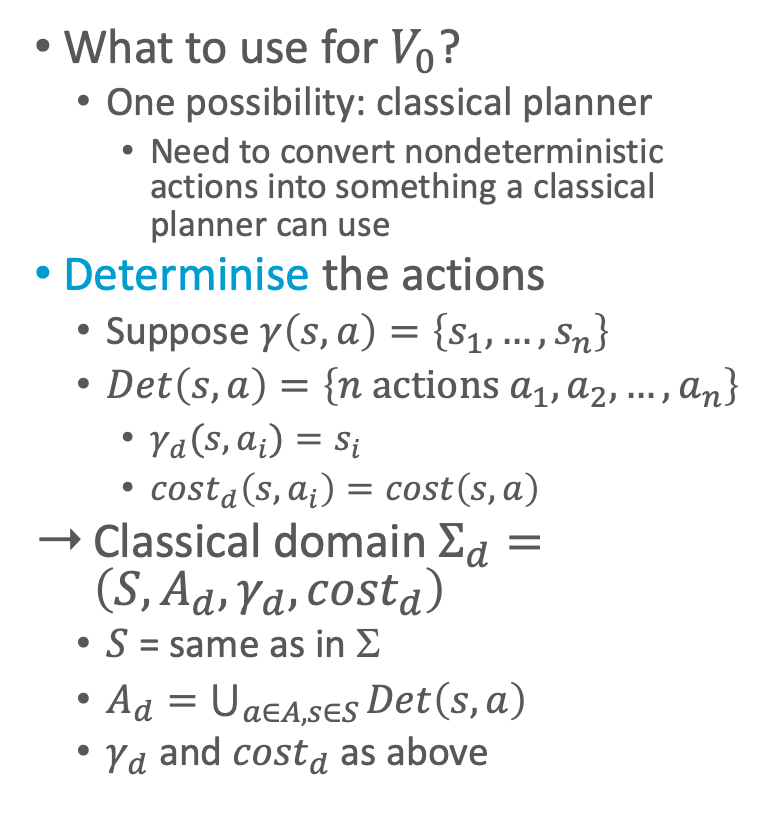 • What to use for V₀?
• One possibility: classical planner
• Need to convert nondeterministic
actions into something a classical
planner can use
• Determinise the actions
• Suppose γ(s, a) = {s₁, …, sₙ}
• Det(s, a) = {n actions a₁, a₂, …, aₙ}
• γ_d(s, aᵢ) = sᵢ
• cost_d(s, aᵢ) = cost(s, a)
→ Classical domain Σ_d =
(S, A_d, γ_d, cost_d)
• S = same as in Σ
• A_d = ⋃_{a∈A,s∈S} Det(s, a)
• γ_d and cost_d as above